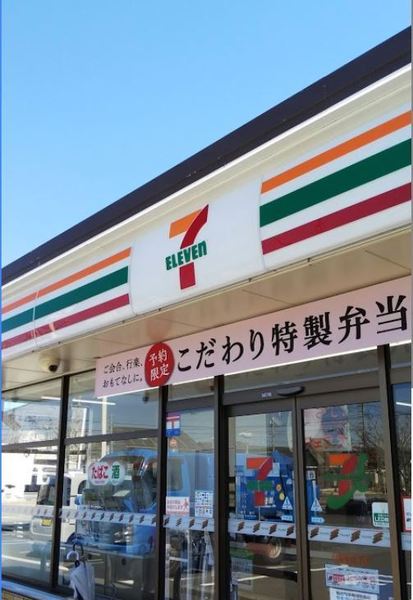 7
ELEVEN
ご会合、行楽、
おもてなしに。
予約
限定
こだわり特製弁当
たばこ 酒